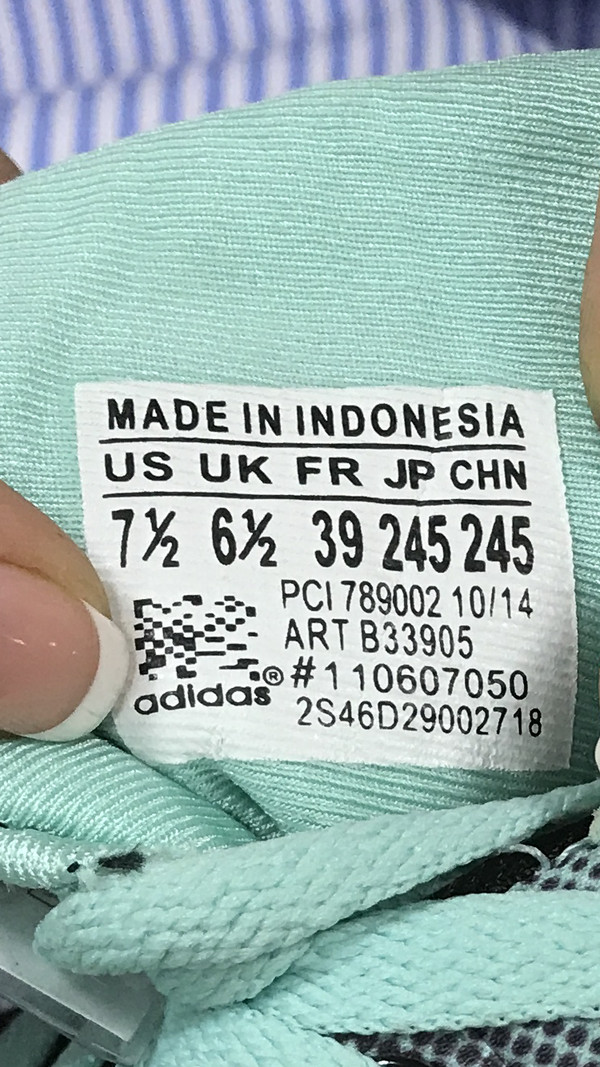 MADE IN INDONESIA
US UK FR JP CHN
7½ 6½ 39 245 245
PCI 789002 10/14
ART B33905
#110607050
adidas®
2S46D29002718